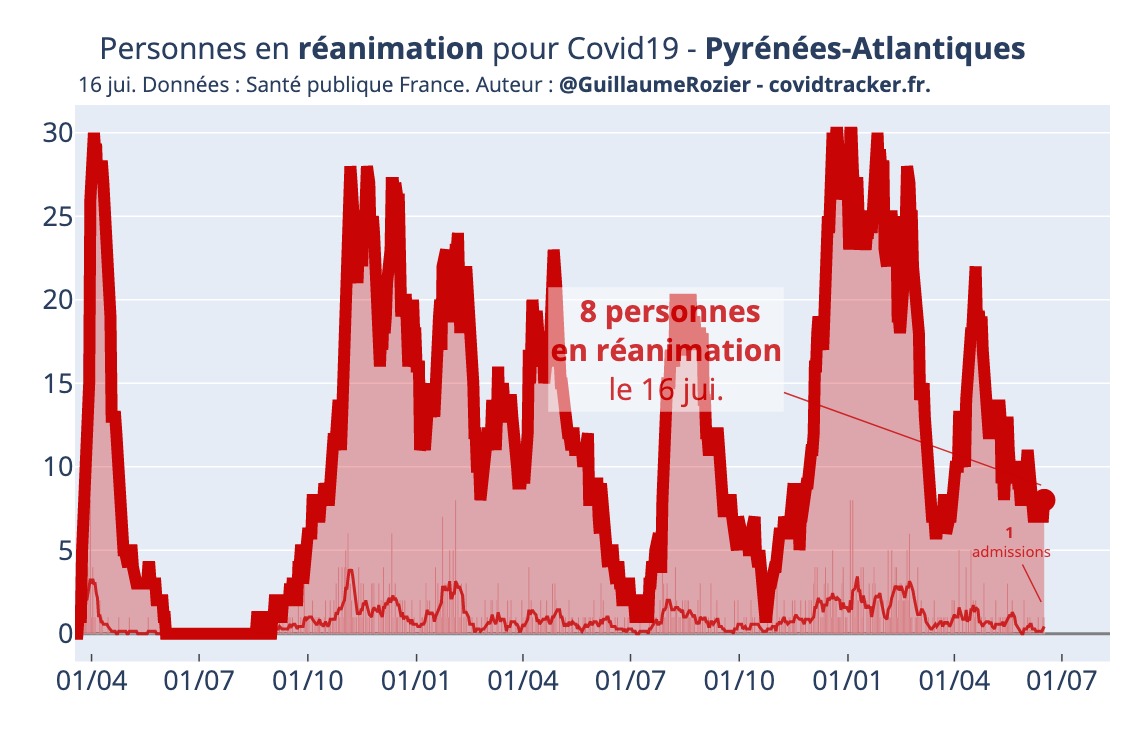 Personnes en réanimation pour Covid19 - Pyrénées-Atlantiques
16 jui. Données : Santé publique France. Auteur : @GuillaumeRozier - covidtracker.fr.
30
25
20
15
10
5
0
8 personnes
en réanimation
le 16 jui.
1
admissions
01/04 01/07 01/10 01/01 01/04 01/07 01/10 01/01 01/04 01/07